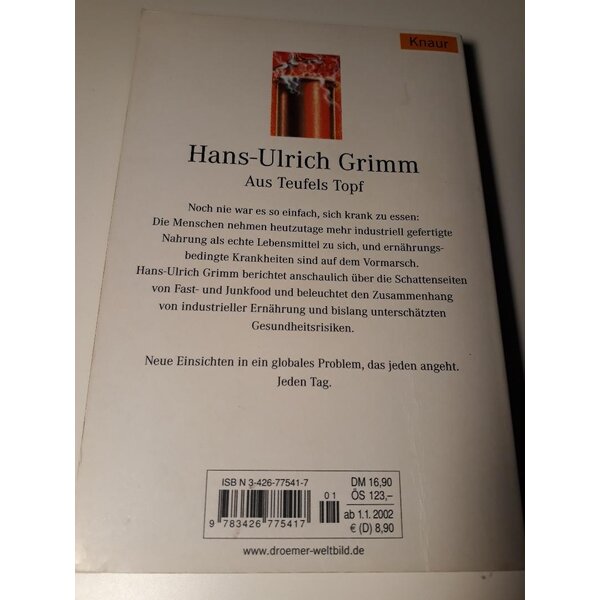 Knaur
Hans-Ulrich Grimm
Aus Teufels Topf
Noch nie war es so einfach, sich krank zu essen:
Die Menschen nehmen heutzutage mehr industriell gefertigte
Nahrung als echte Lebensmittel zu sich, und ernährungs-
bedingte Krankheiten sind auf dem Vormarsch.
Hans-Ulrich Grimm berichtet anschaulich über die Schattenseiten
von Fast- und Junkfood und beleuchtet den Zusammenhang
von industrieller Ernährung und bislang unterschätzten
Gesundheitsrisiken.
Neue Einsichten in ein globales Problem, das jeden angeht.
Jeden Tag.
ISBN 3-426-77541-7
01
9 783426 775417
DM 16,90
ÖS 123,–
ab 1.1. 2002
€ (D) 8,90
www.droemer-weltbild.de